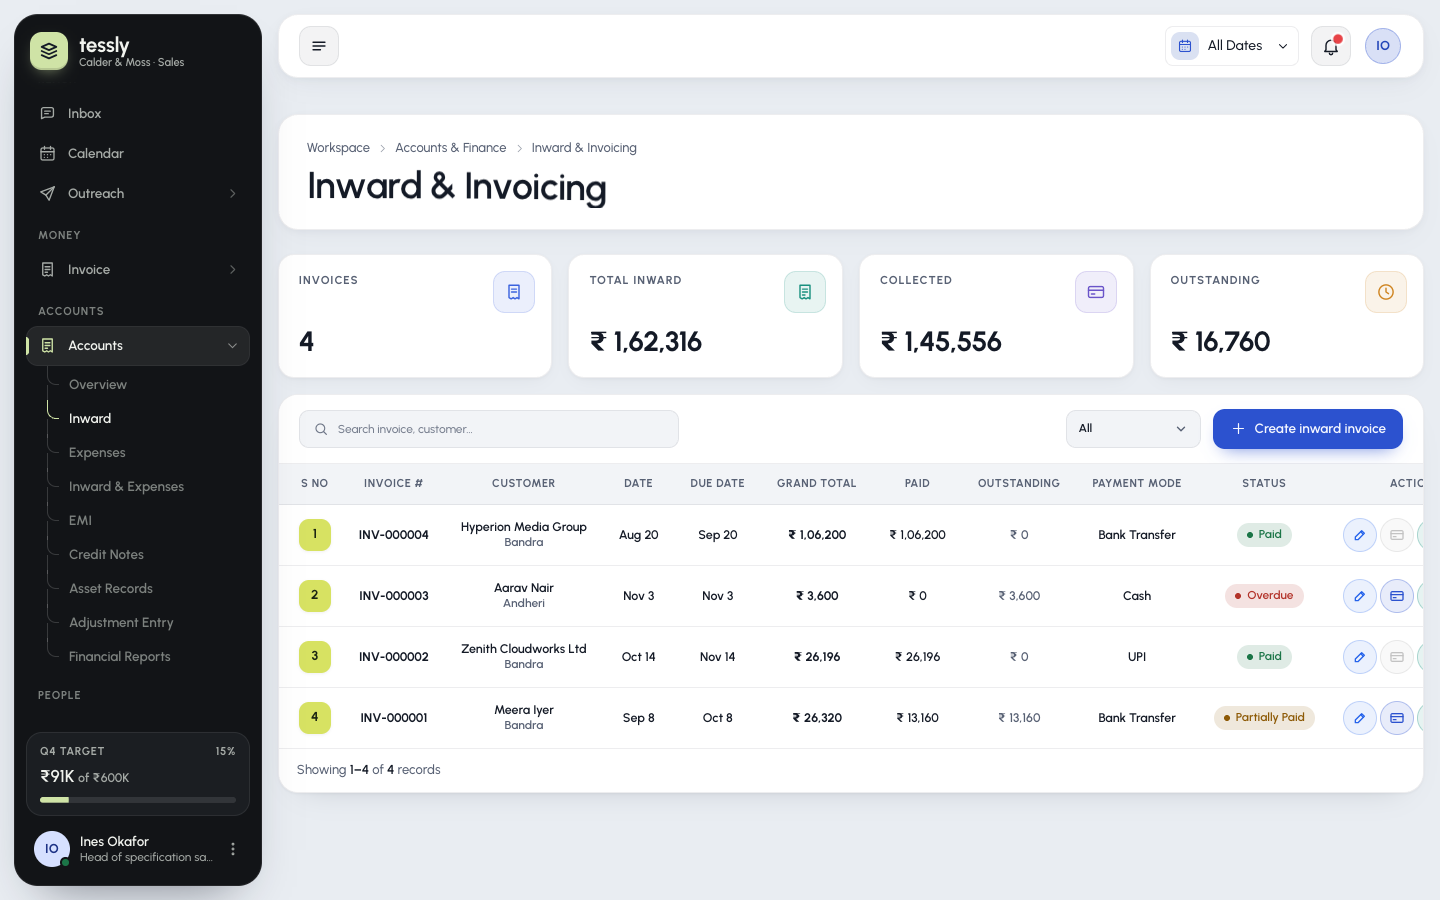 tessly
Calder & Moss · Sales
Inbox
Calendar
Outreach
MONEY
Invoice
ACCOUNTS
Accounts
Overview
Inward
Expenses
Inward & Expenses
EMI
Credit Notes
Asset Records
Adjustment Entry
Financial Reports
PEOPLE
Q4 TARGET 15%
₹91K of ₹600K
IO
Ines Okafor
Head of specification sa...
All Dates
IO
Workspace > Accounts & Finance > Inward & Invoicing
Inward & Invoicing
INVOICES
4
TOTAL INWARD
₹ 1,62,316
COLLECTED
₹ 1,45,556
OUTSTANDING
₹ 16,760
Search invoice, customer...
All
Create inward invoice
S NO INVOICE # CUSTOMER DATE DUE DATE GRAND TOTAL PAID OUTSTANDING PAYMENT MODE STATUS ACTIO
1 INV-000004 Hyperion Media Group Aug 20 Sep 20 ₹ 1,06,200 ₹ 1,06,200 ₹ 0 Bank Transfer Paid
Bandra
2 INV-000003 Aarav Nair Nov 3 Nov 3 ₹ 3,600 ₹ 0 ₹ 3,600 Cash Overdue
Andheri
3 INV-000002 Zenith Cloudworks Ltd Oct 14 Nov 14 ₹ 26,196 ₹ 26,196 ₹ 0 UPI Paid
Bandra
4 INV-000001 Meera Iyer Sep 8 Oct 8 ₹ 26,320 ₹ 13,160 ₹ 13,160 Bank Transfer Partially Paid
Bandra
Showing 1–4 of 4 records